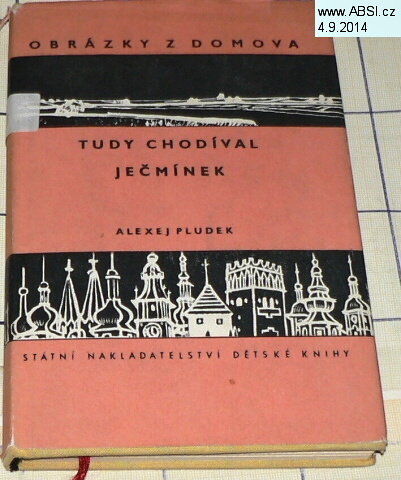 www.ABSI.cz
4.9.2014
OBRÁZKY Z DOMOVA
TUDY CHODÍVAL
JEČMÍNEK
ALEXEJ PLUDEK
STÁTNÍ NAKLADATELSTVÍ DĚTSKÉ KNIHY